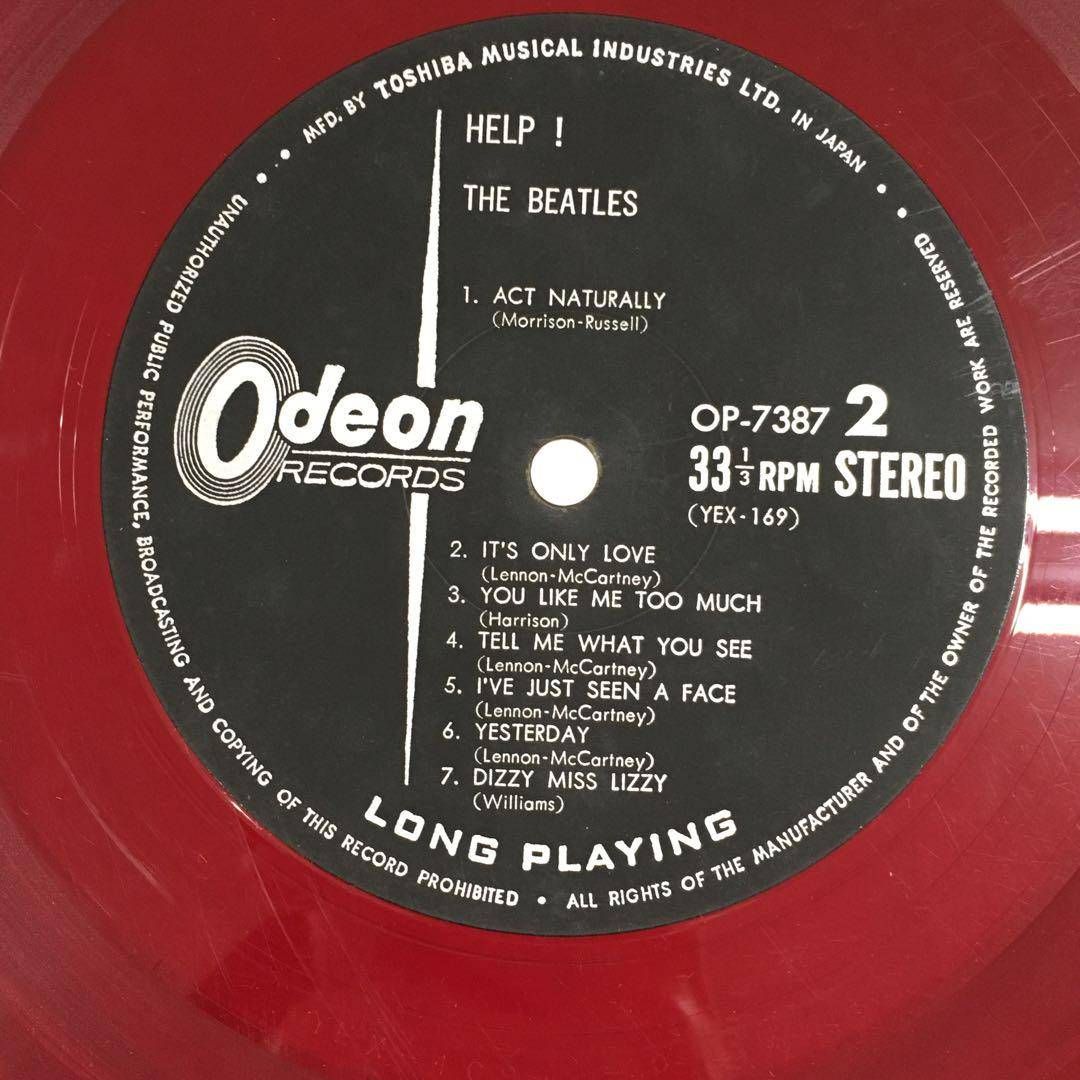 MFD. BY TOSHIBA MUSICAL INDUSTRIES LTD. IN JAPAN
HELP !
THE BEATLES
1. ACT NATURALLY
(Morrison-Russell)
Odeon
RECORDS
OP-7387 2
33 1/3 RPM STEREO
(YEX-169)
2. IT'S ONLY LOVE
(Lennon-McCartney)
3. YOU LIKE ME TOO MUCH
(Harrison)
4. TELL ME WHAT YOU SEE
(Lennon-McCartney)
5. I'VE JUST SEEN A FACE
(Lennon-McCartney)
6. YESTERDAY
(Lennon-McCartney)
7. DIZZY MISS LIZZY
(Williams)
LONG PLAYING
UNAUTHORIZED PUBLIC PERFORMANCE, BROADCASTING AND COPYING OF THIS RECORD PROHIBITED • ALL RIGHTS OF THE MANUFACTURER AND OF THE OWNER OF THE RECORDED WORK ARE RESERVED